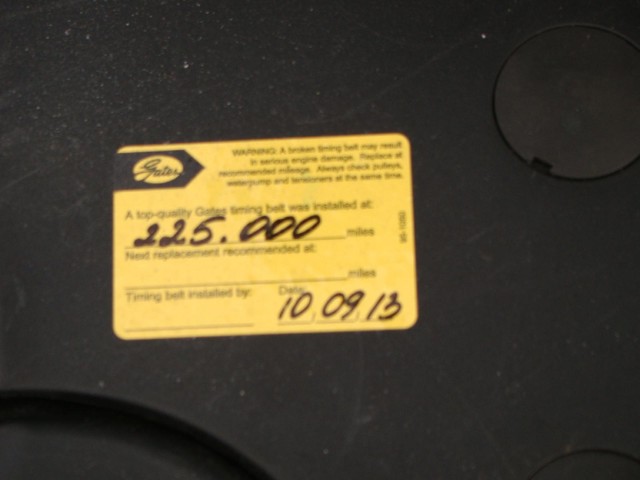 Gates
WARNING: A broken timing belt may result
in serious engine damage. Replace at
recommended mileage. Always check pulleys,
waterpump and tensioners at the same time.
A top-quality Gates timing belt was installed at:
225.000 miles
Next replacement recommended at:
miles
Timing belt installed by: Date:
10.09.13